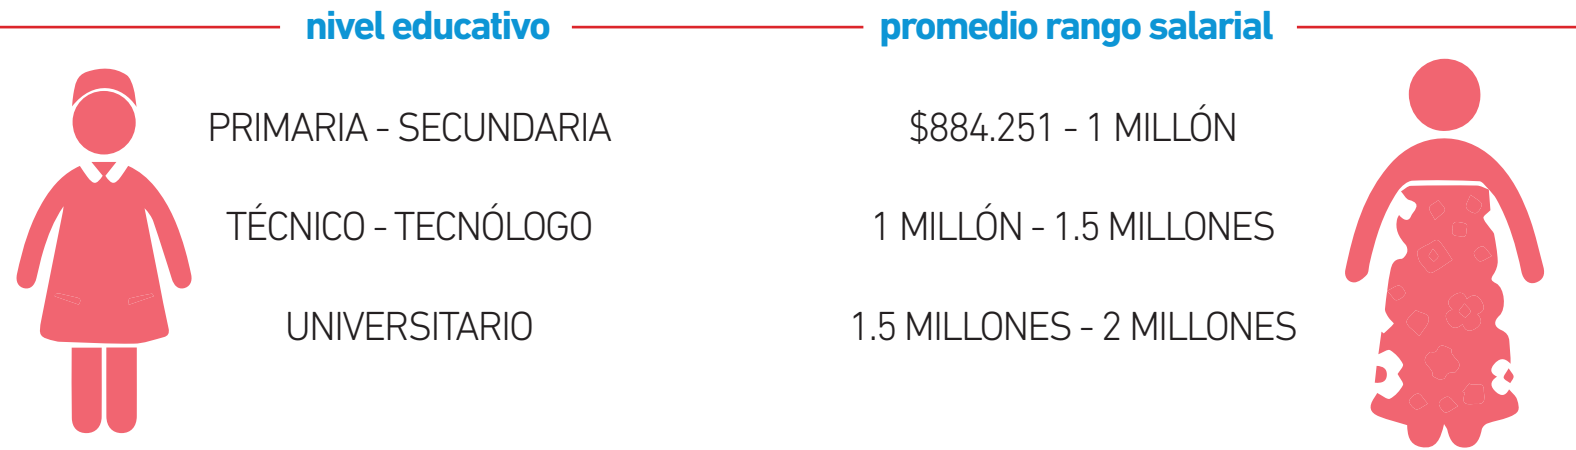 nivel educativo promedio rango salarial
PRIMARIA - SECUNDARIA $884.251 - 1 MILLÓN
TÉCNICO - TECNÓLOGO 1 MILLÓN - 1.5 MILLONES
UNIVERSITARIO 1.5 MILLONES - 2 MILLONES